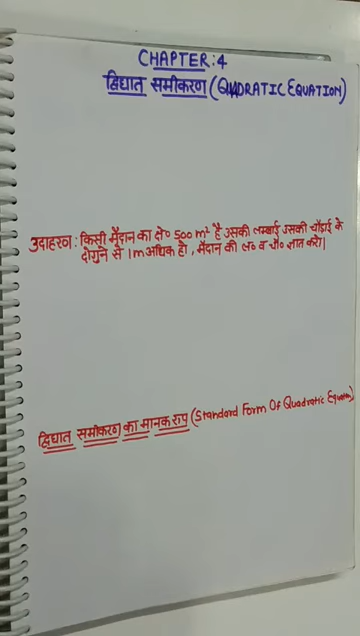 CHAPTER:4
द्विघात समीकरण (QUADRATIC EQUATION)
उदाहरण: किसी मैदान का क्षे० 500 m² है उसकी लम्बाई उसकी चौड़ाई के
दोगुने से 1m अधिक हो, मैदान की ल० व चौ० ज्ञात करो।
द्विघात समीकरण का मानक रूप (Standard Form Of Quadratic Equation)